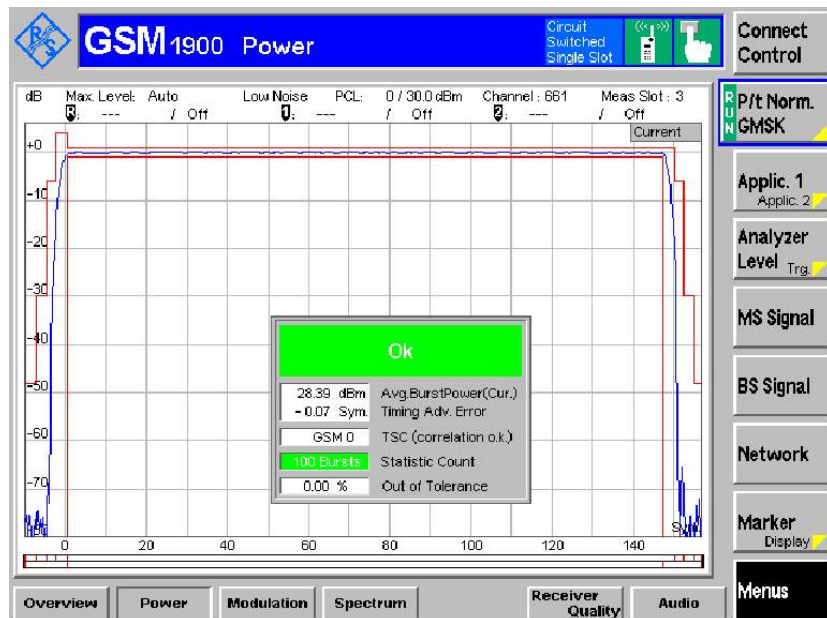 R&S
GSM 1900 Power
Circuit
Switched
Single Slot
Connect
Control
dB Max. Level: Auto Low Noise PCL: 0 / 30.0 dBm Channel : 661 Meas Slot : 3
R: --- / Off 1: --- / Off 2: --- / Off
Current
RUN
P/t Norm.
GMSK
Applic. 1
Applic. 2
Analyzer
Level Trg.
MS Signal
BS Signal
Network
Marker
Display
Menus
+0
-10
-20
-30
-40
-50
-60
-70
Ok
28.39 dBm Avg.BurstPower(Cur.)
- 0.07 Sym. Timing Adv. Error
GSM 0 TSC (correlation o.k.)
100 Bursts Statistic Count
0.00 % Out of Tolerance
0 20 40 60 80 100 120 140
Overview Power Modulation Spectrum Receiver Quality Audio